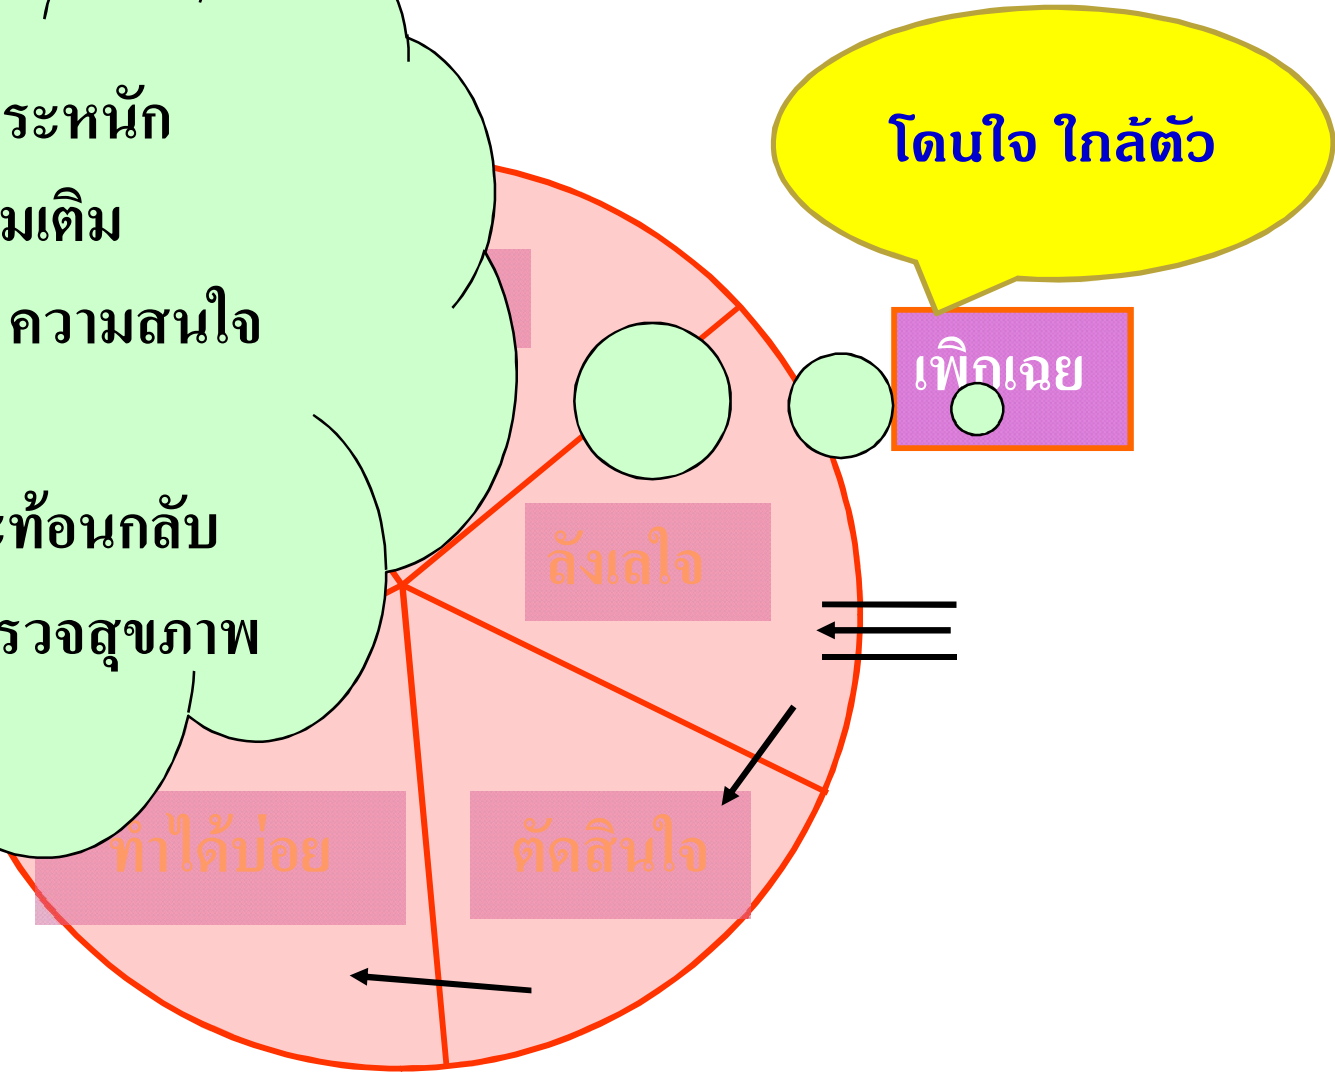 โดนใจ ใกล้ตัว
เพิกเฉย
ระหนัก
มเติม
ความสนใจ
ะท้อนกลับ
รวจสุขภาพ
ลังเลใจ
ตัดสินใจ
ทำได้บ่อย